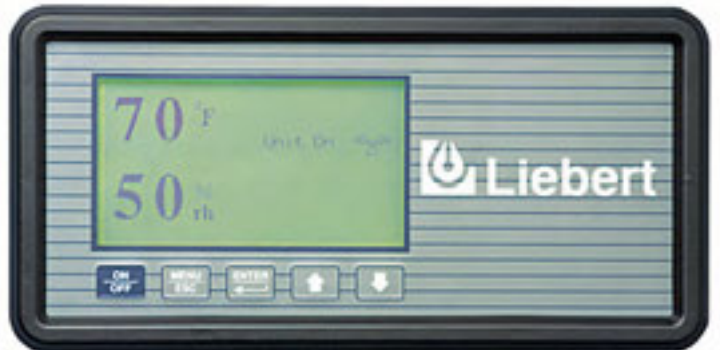 70 °F
Unit On
50 % rh
Liebert
ON
OFF
MENU
ESC
ENTER